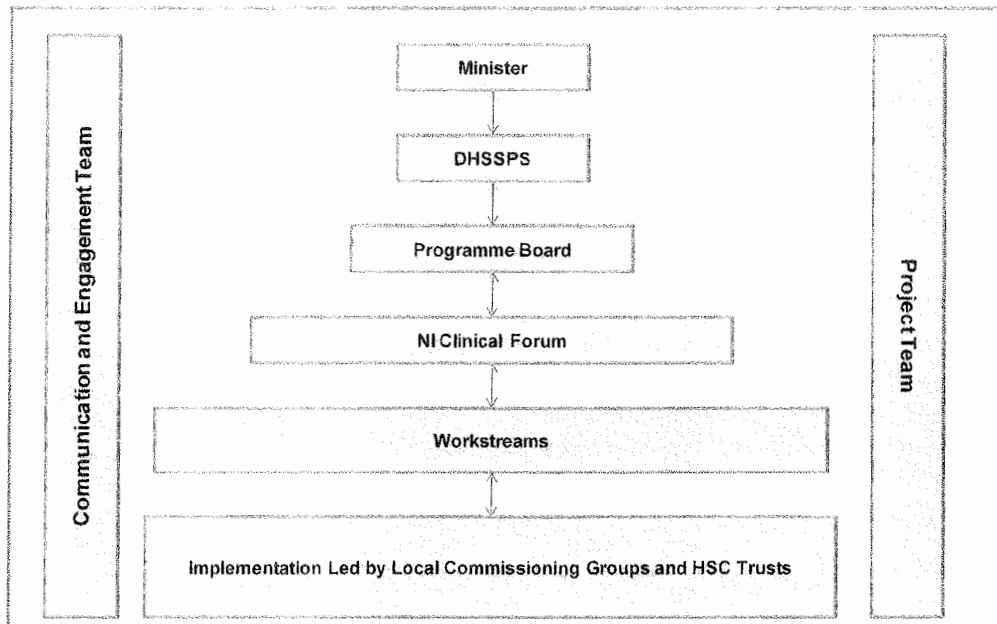 Communication and Engagement Team
Minister
DHSSPS
Programme Board
NI Clinical Forum
Workstreams
Implementation Led by Local Commissioning Groups and HSC Trusts
Project Team